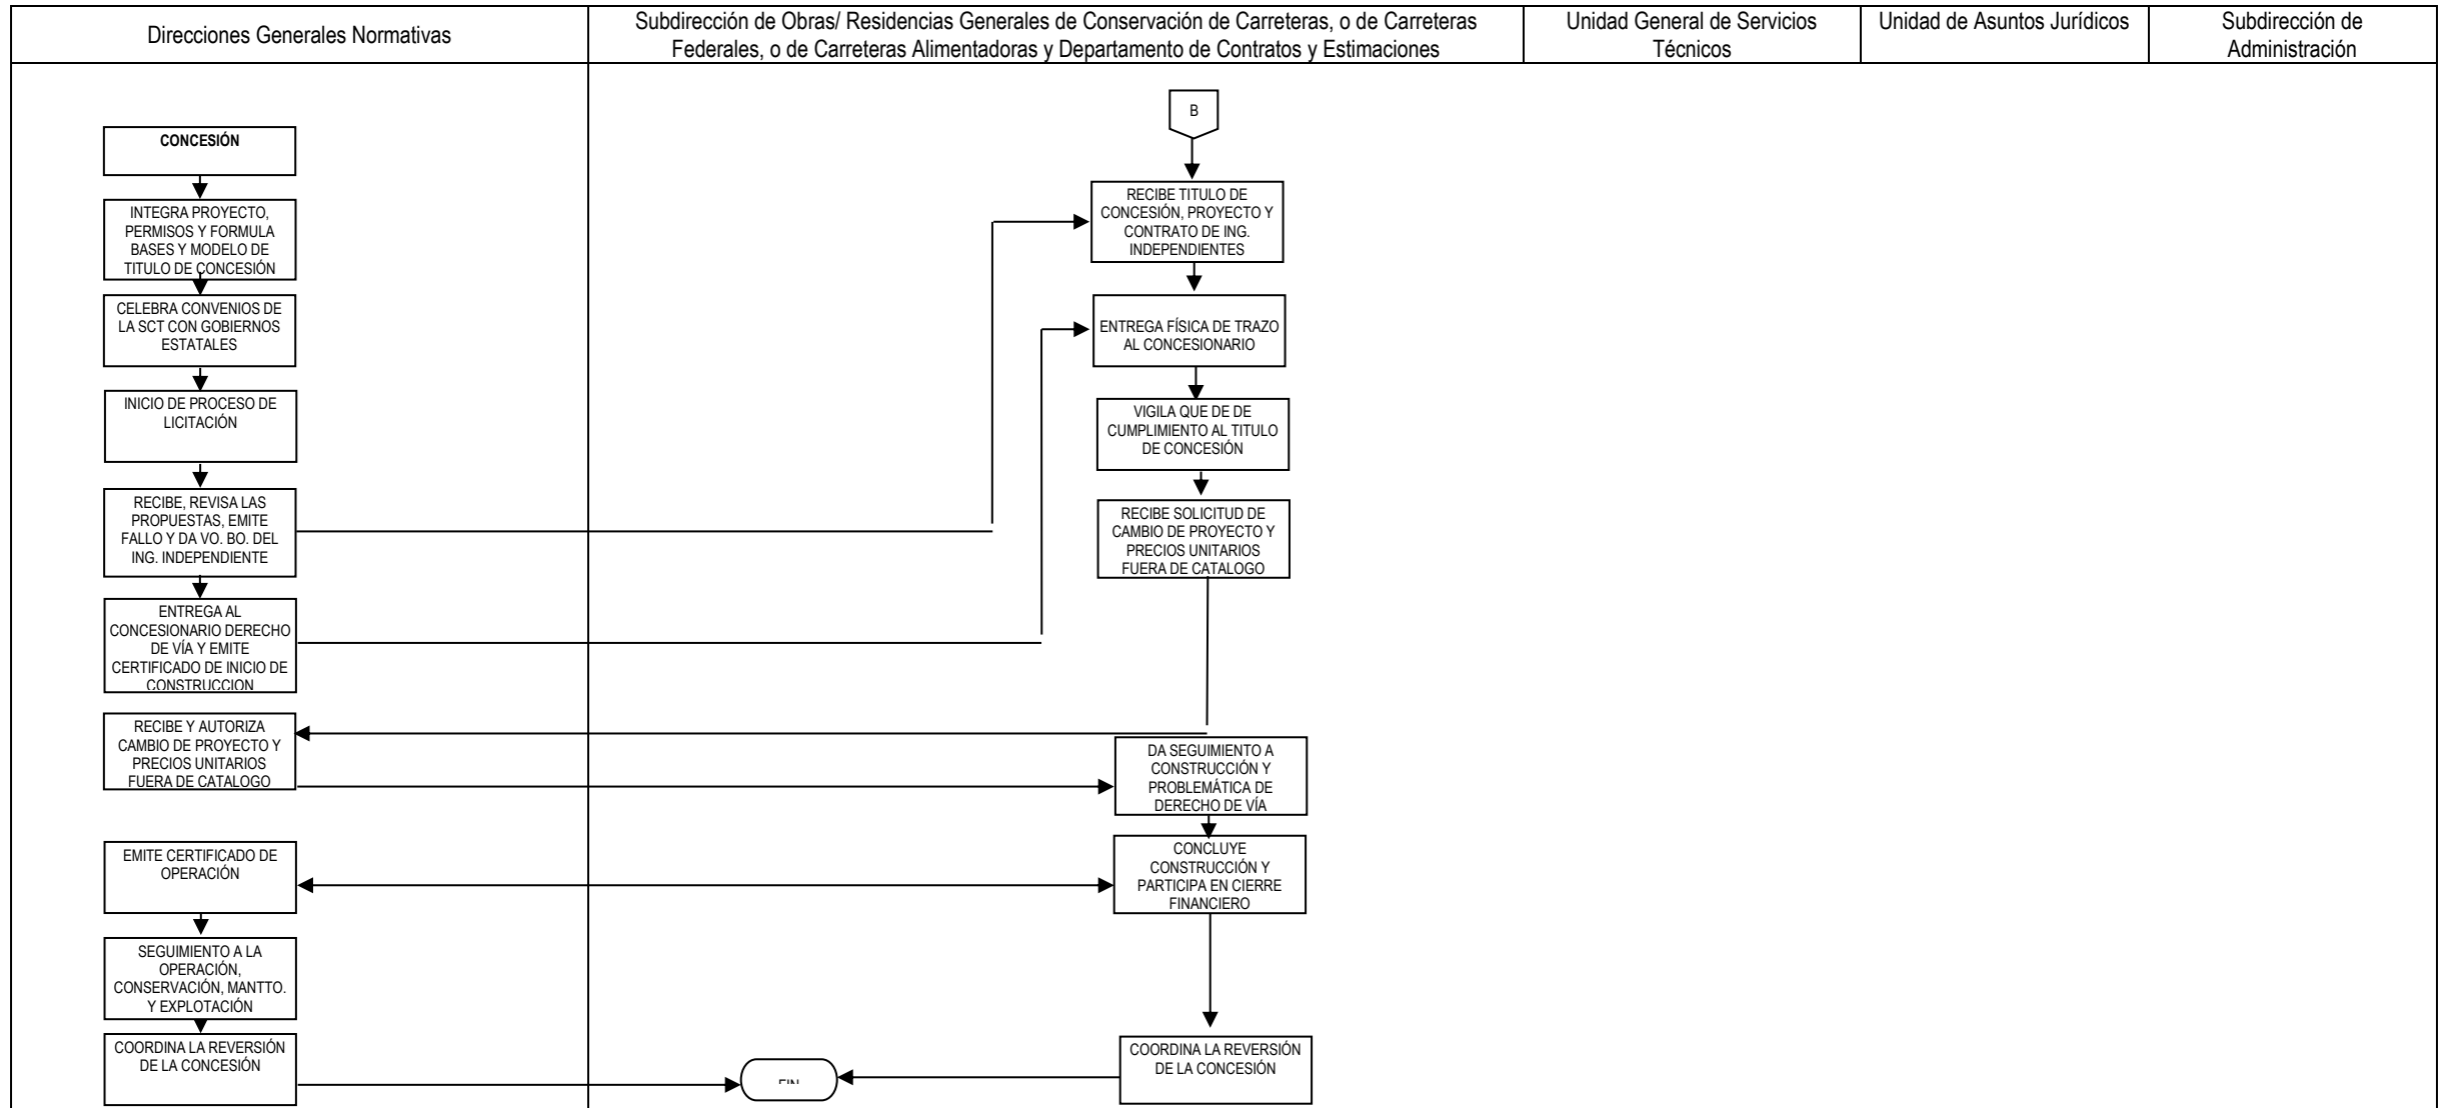 Direcciones Generales Normativas
Subdirección de Obras/ Residencias Generales de Conservación de Carreteras, o de Carreteras
Federales, o de Carreteras Alimentadoras y Departamento de Contratos y Estimaciones
Unidad General de Servicios
Técnicos
Unidad de Asuntos Jurídicos
Subdirección de
Administración
CONCESIÓN
INTEGRA PROYECTO,
PERMISOS Y FORMULA
BASES Y MODELO DE
TITULO DE CONCESIÓN
CELEBRA CONVENIOS DE
LA SCT CON GOBIERNOS
ESTATALES
INICIO DE PROCESO DE
LICITACIÓN
RECIBE, REVISA LAS
PROPUESTAS, EMITE
FALLO Y DA VO. BO. DEL
ING. INDEPENDIENTE
ENTREGA AL
CONCESIONARIO DERECHO
DE VÍA Y EMITE
CERTIFICADO DE INICIO DE
CONSTRUCCION
RECIBE Y AUTORIZA
CAMBIO DE PROYECTO Y
PRECIOS UNITARIOS
FUERA DE CATALOGO
EMITE CERTIFICADO DE
OPERACIÓN
SEGUIMIENTO A LA
OPERACIÓN,
CONSERVACIÓN, MANTTO.
Y EXPLOTACIÓN
COORDINA LA REVERSIÓN
DE LA CONCESIÓN
B
RECIBE TITULO DE
CONCESIÓN, PROYECTO Y
CONTRATO DE ING.
INDEPENDIENTES
ENTREGA FÍSICA DE TRAZO
AL CONCESIONARIO
VIGILA QUE DE DE
CUMPLIMIENTO AL TITULO
DE CONCESIÓN
RECIBE SOLICITUD DE
CAMBIO DE PROYECTO Y
PRECIOS UNITARIOS
FUERA DE CATALOGO
DA SEGUIMIENTO A
CONSTRUCCIÓN Y
PROBLEMÁTICA DE
DERECHO DE VÍA
CONCLUYE
CONSTRUCCIÓN Y
PARTICIPA EN CIERRE
FINANCIERO
COORDINA LA REVERSIÓN
DE LA CONCESIÓN
FIN